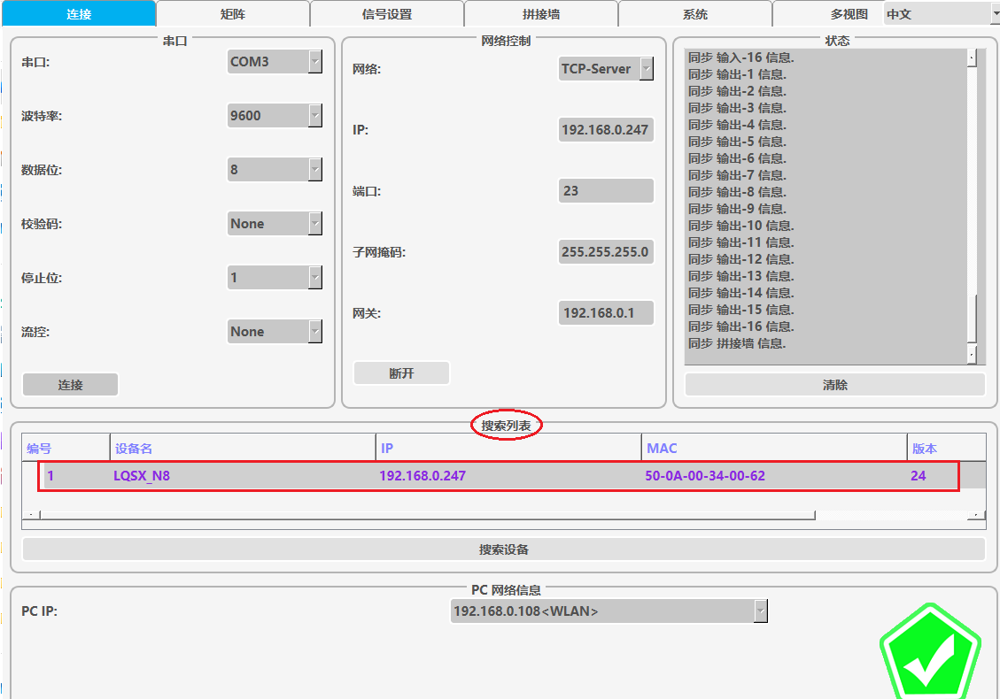 连接 矩阵 信号设置 拼接墙 系统 多视图 中文
串口
串口: COM3
波特率: 9600
数据位: 8
校验码: None
停止位: 1
流控: None
连接
网络控制
网络: TCP-Server
IP: 192.168.0.247
端口: 23
子网掩码: 255.255.255.0
网关: 192.168.0.1
断开
状态
同步 输入-16 信息.
同步 输出-1 信息.
同步 输出-2 信息.
同步 输出-3 信息.
同步 输出-4 信息.
同步 输出-5 信息.
同步 输出-6 信息.
同步 输出-7 信息.
同步 输出-8 信息.
同步 输出-9 信息.
同步 输出-10 信息.
同步 输出-11 信息.
同步 输出-12 信息.
同步 输出-13 信息.
同步 输出-14 信息.
同步 输出-15 信息.
同步 输出-16 信息.
同步 拼接墙 信息.
清除
搜索列表
编号 设备名 IP MAC 版本
1 LQSX_N8 192.168.0.247 50-0A-00-34-00-62 24
搜索设备
PC 网络信息
PC IP: 192.168.0.108<WLAN>